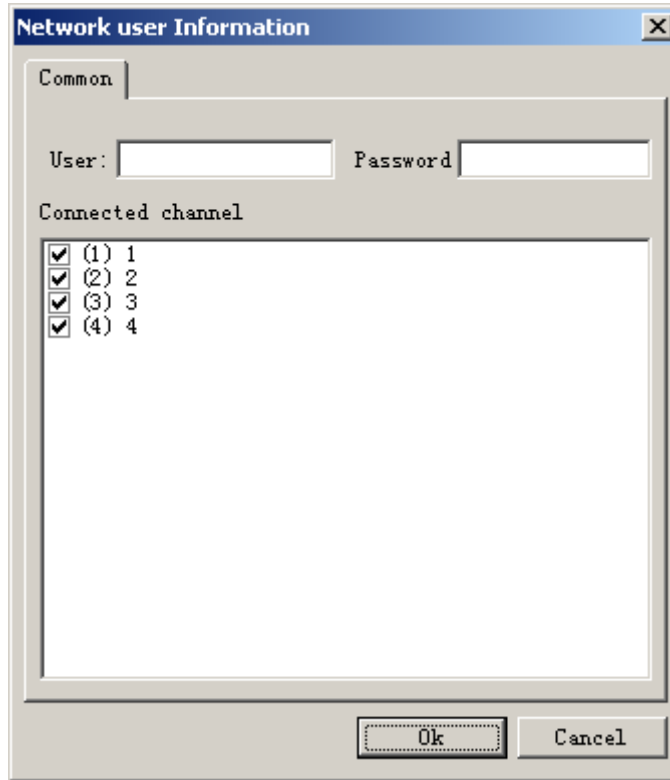 Network user Information
Common
User: Password
Connected channel
(1) 1
(2) 2
(3) 3
(4) 4
Ok Cancel